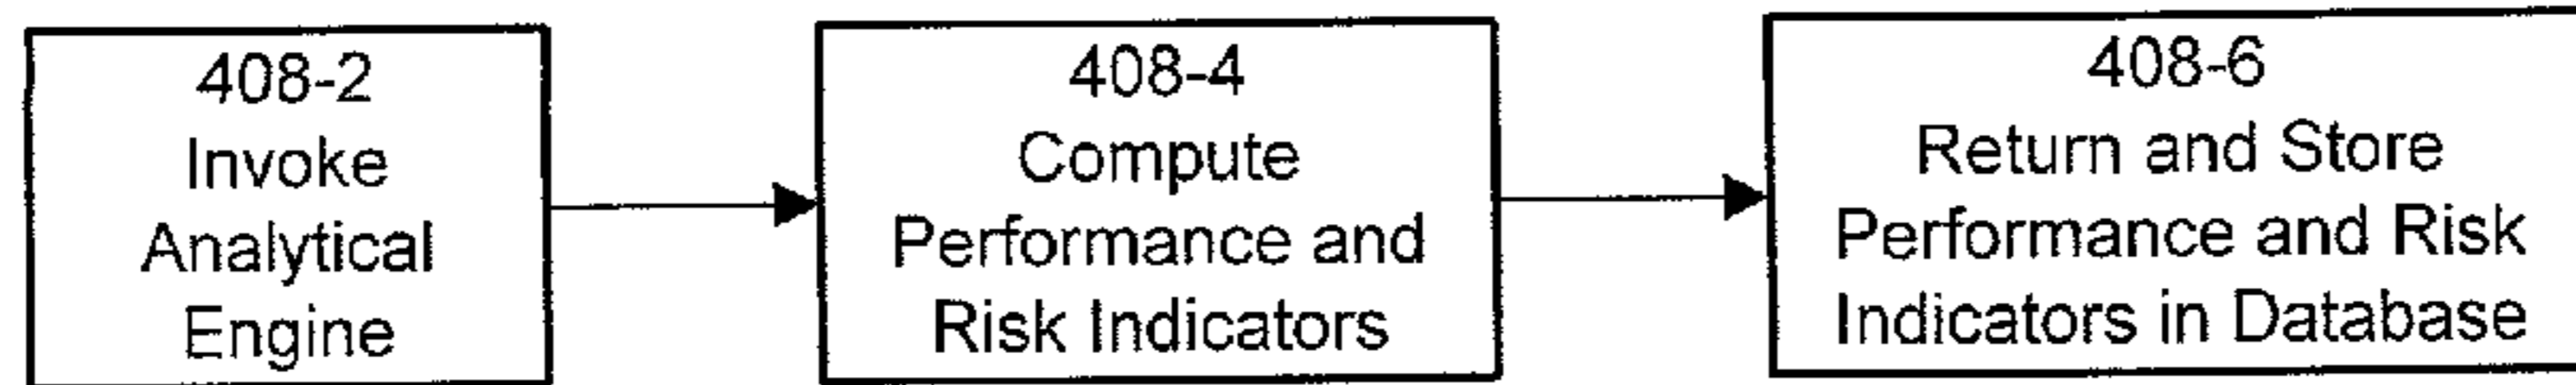 408-2
Invoke
Analytical
Engine
408-4
Compute
Performance and
Risk Indicators
408-6
Return and Store
Performance and Risk
Indicators in Database